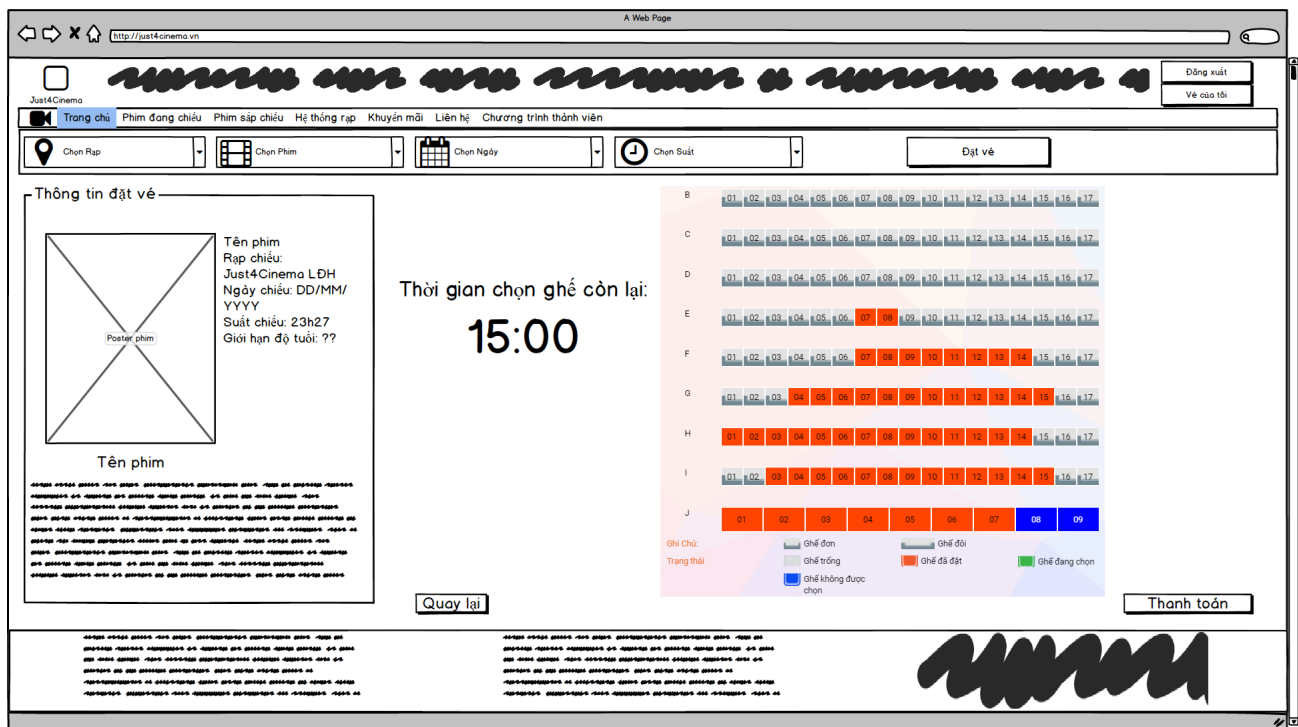 A Web Page
http://just4cinema.vn
Just4Cinema
Đăng xuất
Vé của tôi
Trang chủ Phim đang chiếu Phim sắp chiếu Hệ thống rạp Khuyến mãi Liên hệ Chương trình thành viên
Chọn Rạp Chọn Phim Chọn Ngày Chọn Suất Đặt vé
Thông tin đặt vé
Poster phim
Tên phim
Rạp chiếu:
Just4Cinema LĐH
Ngày chiếu: DD/MM/
YYYY
Suất chiếu: 23h27
Giới hạn độ tuổi: ??
Tên phim
Thời gian chọn ghế còn lại:
15:00
B 01 02 03 04 05 06 07 08 09 10 11 12 13 14 15 16 17
C 01 02 03 04 05 06 07 08 09 10 11 12 13 14 15 16 17
D 01 02 03 04 05 06 07 08 09 10 11 12 13 14 15 16 17
E 01 02 03 04 05 06 07 08 09 10 11 12 13 14 15 16 17
F 01 02 03 04 05 06 07 08 09 10 11 12 13 14 15 16 17
G 01 02 03 04 05 06 07 08 09 10 11 12 13 14 15 16 17
H 01 02 03 04 05 06 07 08 09 10 11 12 13 14 15 16 17
I 01 02 03 04 05 06 07 08 09 10 11 12 13 14 15 16 17
J 01 02 03 04 05 06 07 08 09
Ghi Chú: Ghế đơn Ghế đôi
Trạng thái Ghế trống Ghế đã đặt Ghế đang chọn
Ghế không được
chọn
Quay lại
Thanh toán